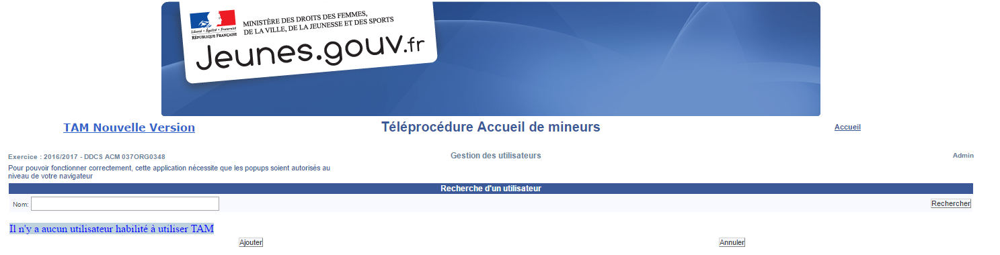 MINISTÈRE DES DROITS DES FEMMES,
DE LA VILLE, DE LA JEUNESSE ET DES SPORTS
Liberté • Égalité • Fraternité
RÉPUBLIQUE FRANÇAISE
Jeunes.gouv.fr
TAM Nouvelle Version
Téléprocédure Accueil de mineurs
Accueil
Exercice : 2016/2017 - DDCS ACM 037ORG0348
Gestion des utilisateurs
Admin
Pour pouvoir fonctionner correctement, cette application nécessite que les popups soient autorisés au
niveau de votre navigateur
Recherche d'un utilisateur
Nom:
Rechercher
Il n'y a aucun utilisateur habilité à utiliser TAM
Ajouter
Annuler